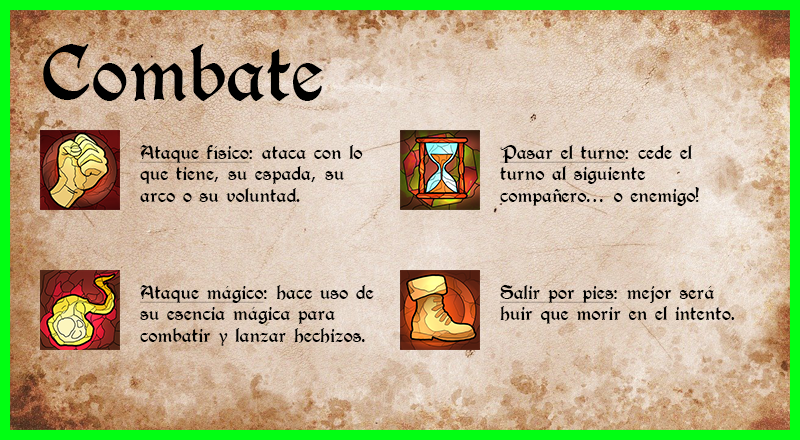 Combate
Ataque físico: ataca con lo
que tiene, su espada, su
arco o su voluntad.
Pasar el turno: cede el
turno al siguiente
compañero... o enemigo!
Ataque mágico: hace uso de
su esencia mágica para
combatir y lanzar hechizos.
Salir por pies: mejor será
huir que morir en el intento.